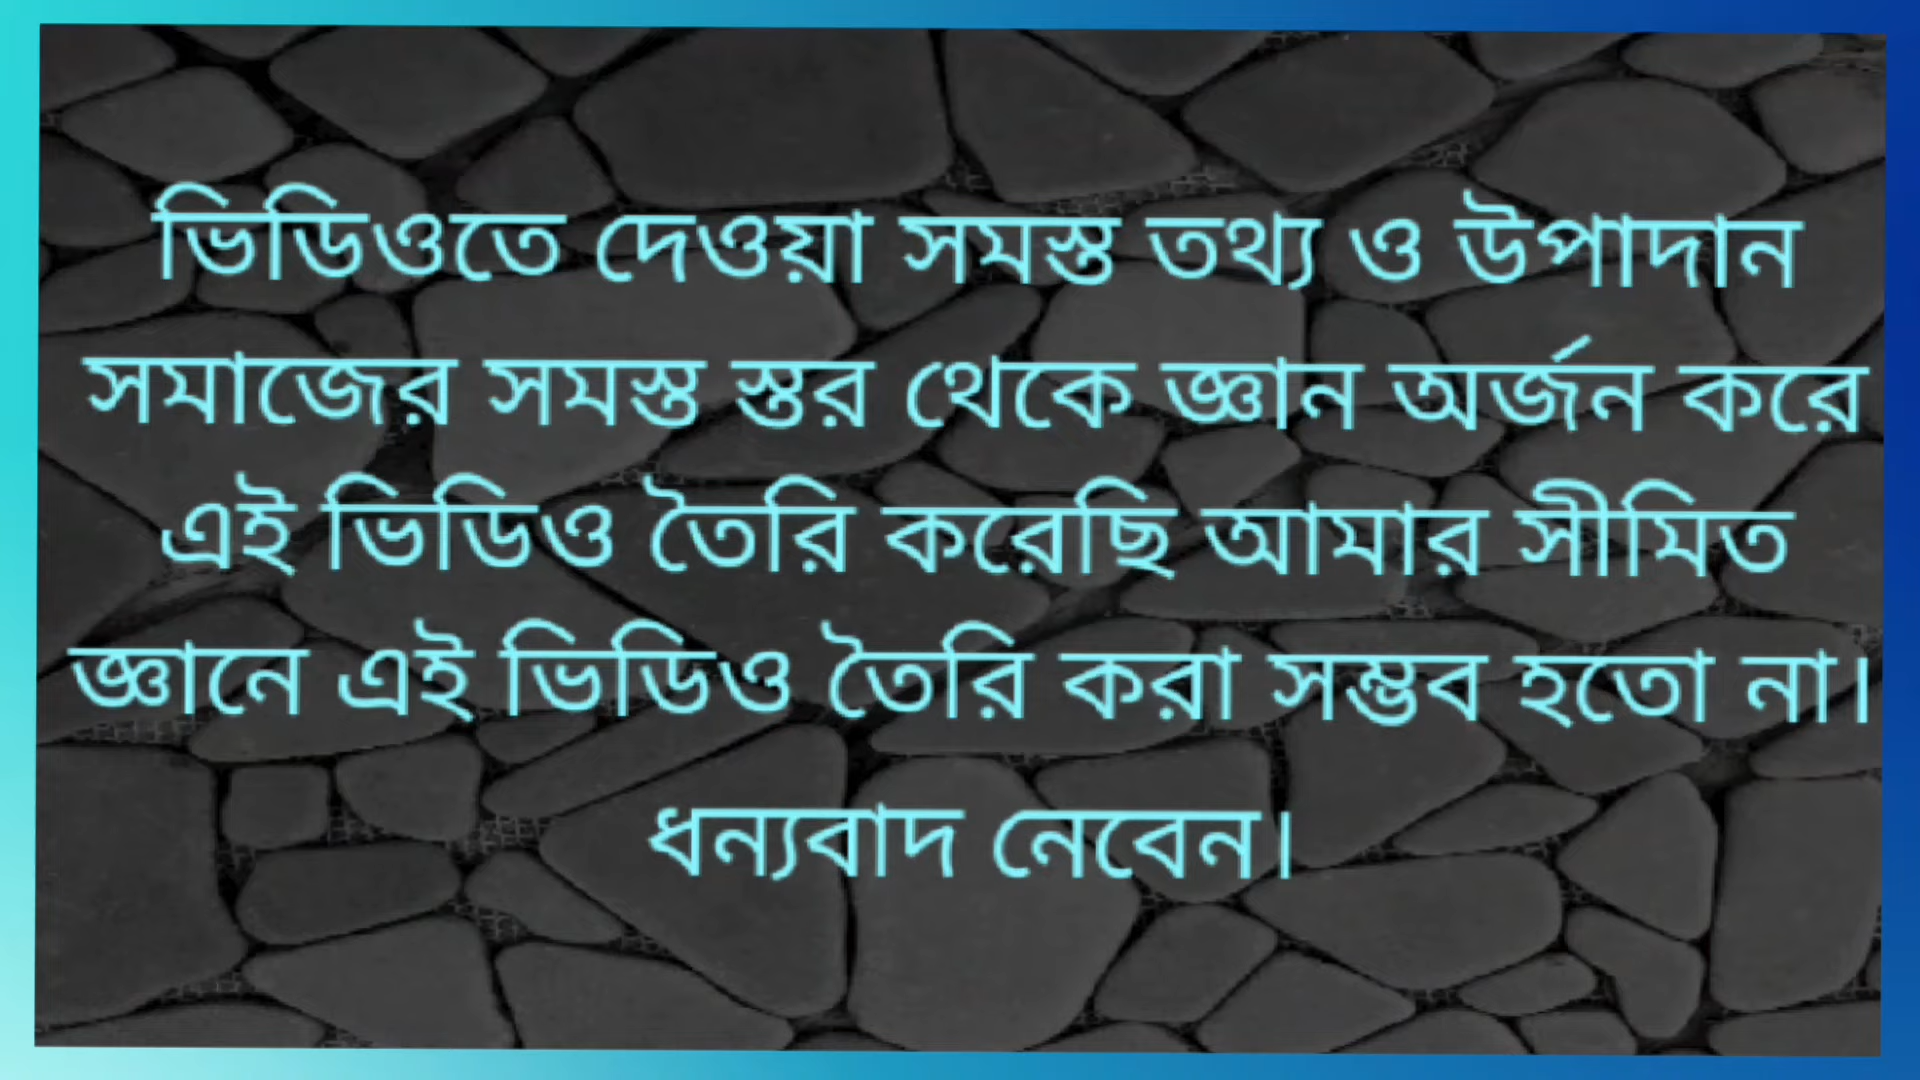 ভিডিওতে দেওয়া সমস্ত তথ্য ও উপাদান
সমাজের সমস্ত স্তর থেকে জ্ঞান অর্জন করে
এই ভিডিও তৈরি করেছি আমার সীমিত
জ্ঞানে এই ভিডিও তৈরি করা সম্ভব হতো না।
ধন্যবাদ নেবেন।